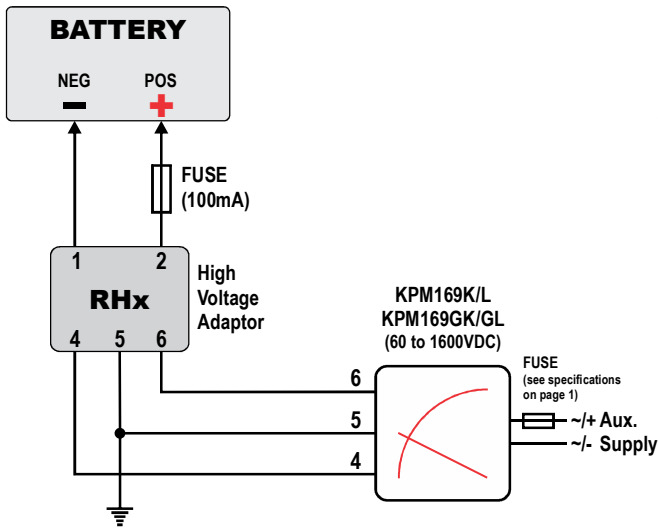 BATTERY
NEG POS
FUSE
(100mA)
1 2
RHx
4 5 6
High
Voltage
Adaptor
KPM169K/L
KPM169GK/GL
(60 to 1600VDC)
6
5
4
FUSE
(see specifications
on page 1)
~/+ Aux.
~/- Supply